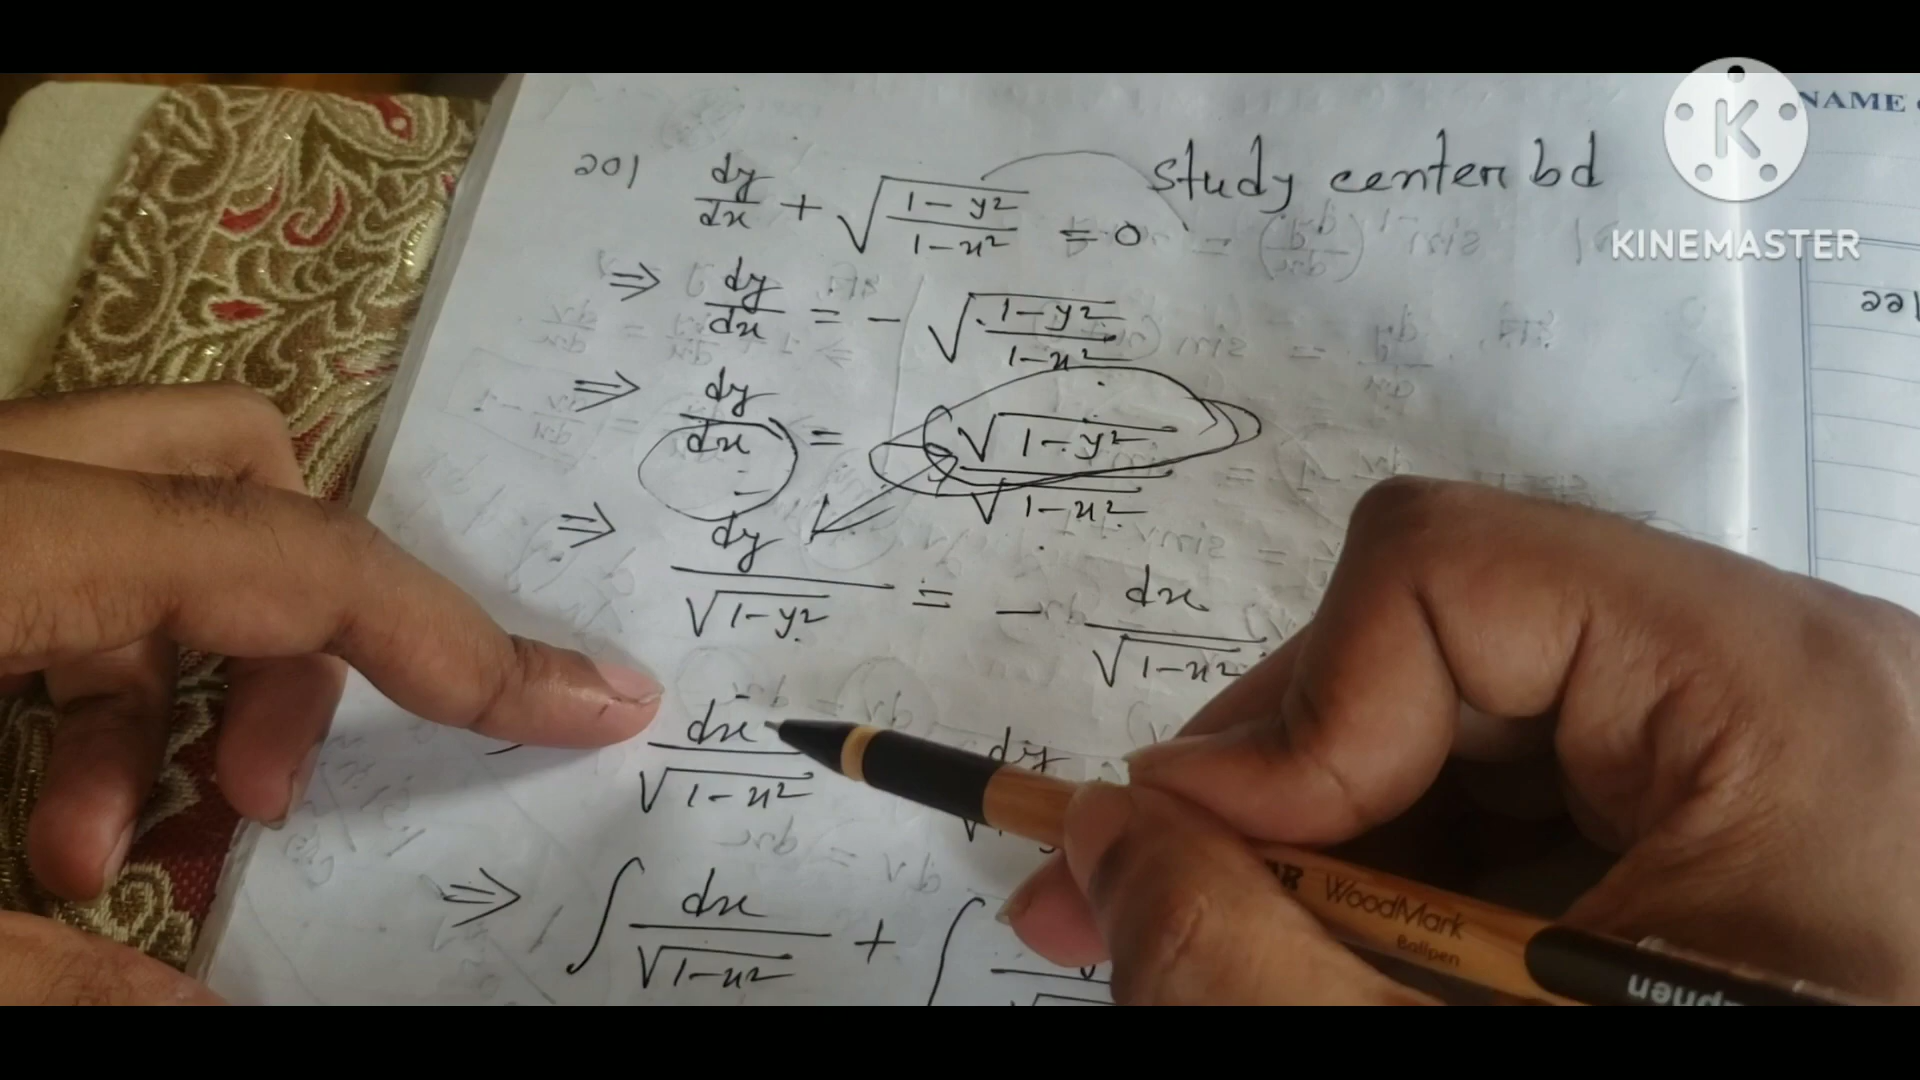 201 dy/dx + √((1-y²)/(1-x²)) = 0
study center bd
⇒ dy/dx = - √((1-y²)/(1-x²))
⇒ dy/dx = √(1-y²)/√(1-x²)
⇒ dy/√(1-y²) = - dx/√(1-x²)
dx/√(1-x²) dy
⇒ ∫ dx/√(1-x²) + ∫
K
KINEMASTER
NAME
WoodMark
Ballpen